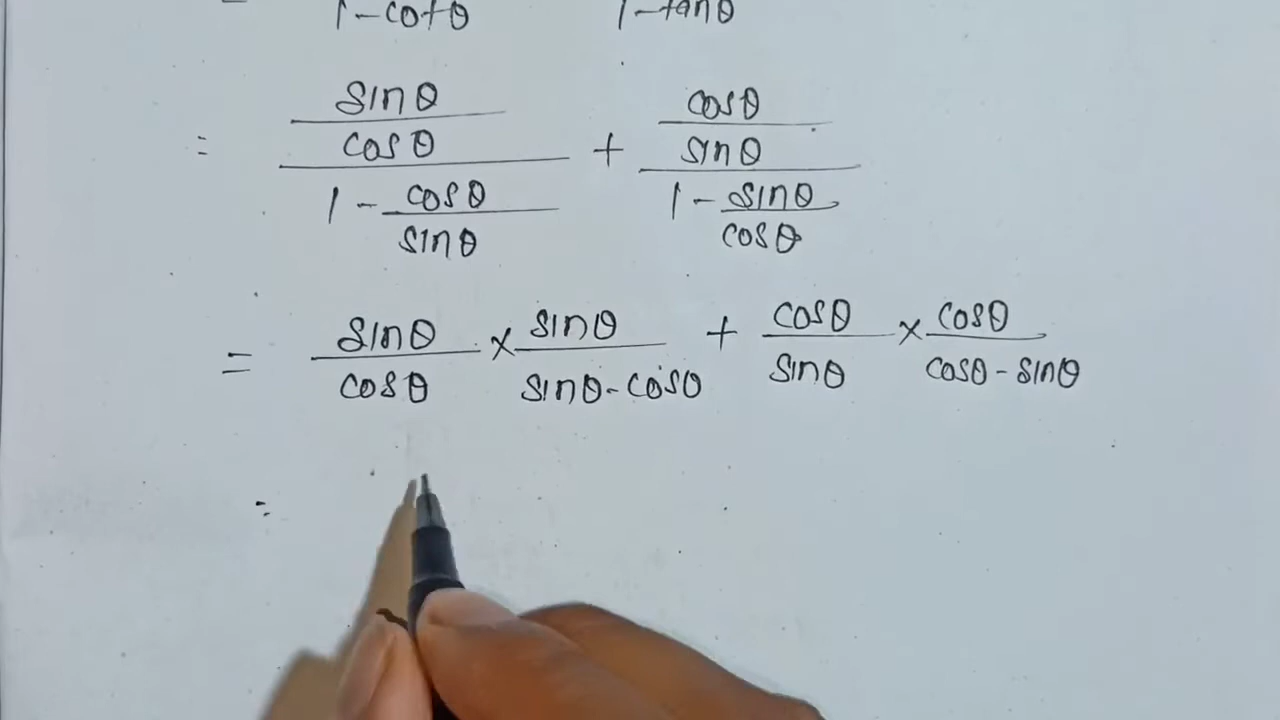 = 1-cotθ 1-tanθ
sinθ cosθ
= cosθ + sinθ
1 - cosθ 1 - sinθ
sinθ cosθ
= sinθ × sinθ + cosθ × cosθ
cosθ sinθ-cosθ sinθ cosθ-sinθ
=